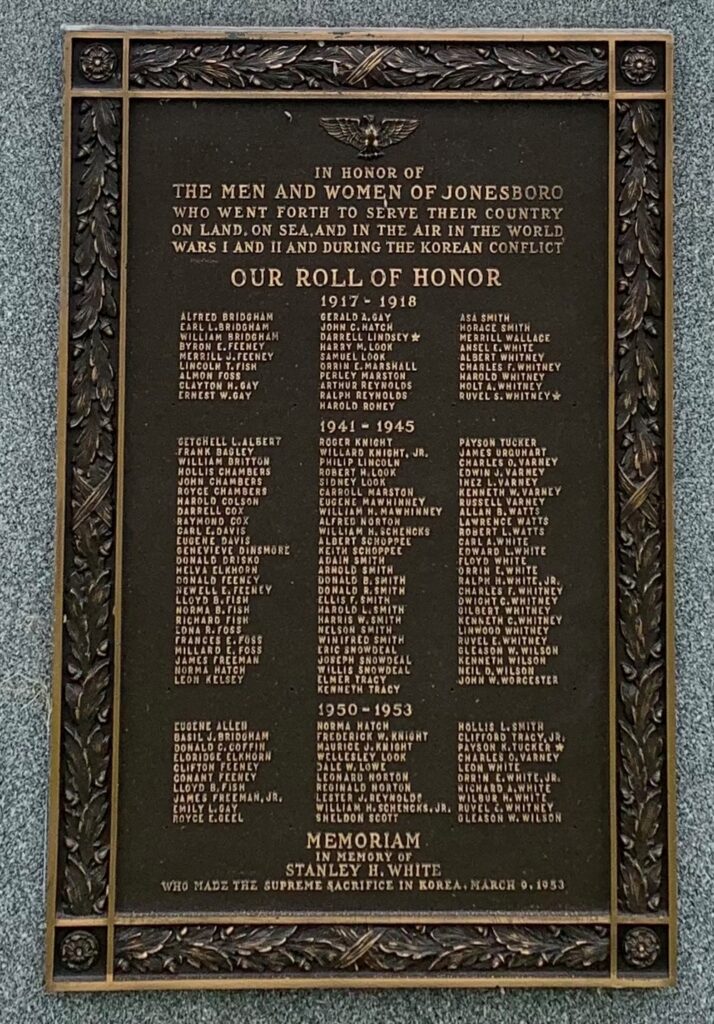 IN HONOR OF
THE MEN AND WOMEN OF JONESBORO
WHO WENT FORTH TO SERVE THEIR COUNTRY
ON LAND, ON SEA, AND IN THE AIR IN THE WORLD
WARS I AND II AND DURING THE KOREAN CONFLICT
OUR ROLL OF HONOR
1917 - 1918
ALFRED BRIDGHAM
EARL L. BRIDGHAM
WILLIAM BRIDGHAM
BYRON E. FEENEY
MERRILL J. FEENEY
LINCOLN T. FISH
ALMON FOSS
CLAYTON H. GAY
ERNEST W. GAY
GERALD A. GAY
JOHN C. HATCH
DARRELL LINDSEY ★
HARRY M. LOOK
SAMUEL LOOK
ORRIN E. MARSHALL
PERLEY MARSTON
ARTHUR REYNOLDS
RALPH REYNOLDS
HAROLD RONEY
ASA SMITH
HORACE SMITH
MERRILL WALLACE
ANSEL E. WHITE
ALBERT WHITNEY
CHARLES F. WHITNEY
HAROLD WHITNEY
HOLT A. WHITNEY
RUVEL S. WHITNEY ★
1941 - 1945
GETCHELL L. ALBERT
FRANK BAGLEY
WILLIAM BRITTON
HOLLIS CHAMBERS
JOHN CHAMBERS
ROYCE CHAMBERS
HAROLD COLSON
DARRELL COX
RAYMOND COX
CARL E. DAVIS
EUGENE DAVIS
GENEVIEVE DINSMORE
DONALD DRISKO
MELVA ELKHORN
DONALD FEENEY
NEWELL E. FEENEY
LLOYD B. FISH
NORMA B. FISH
RICHARD FISH
EDNA R. FOSS
FRANCES E. FOSS
MILLARD E. FOSS
JAMES FREEMAN
NORMA HATCH
LEON KELSEY
ROGER KNIGHT
WILLARD KNIGHT, JR.
PHILIP LINCOLN
ROBERT H. LOOK
SIDNEY LOOK
CARROLL MARSTON
EUGENE MAWHINNEY
WILLIAM H. MAWHINNEY
ALFRED NORTON
WILLIAM H. SCHENCKS
ALBERT SCHOPPEE
KEITH SCHOPPEE
ADAIN SMITH
ARNOLD SMITH
DONALD B. SMITH
DONALD R. SMITH
ELLIS F. SMITH
HAROLD L. SMITH
HARRIS W. SMITH
NELSON SMITH
WINIFRED SMITH
ERIC SNOWDEAL
JOSEPH SNOWDEAL
WILLIS SNOWDEAL
ELMER TRACY
KENNETH TRACY
PAYSON TUCKER
JAMES URQUHART
CHARLES O. VARNEY
EDWIN J. VARNEY
INEZ L. VARNEY
KENNETH W. VARNEY
RUSSELL VARNEY
ALLAN B. WATTS
LAWRENCE WATTS
ROBERT L. WATTS
CARL A. WHITE
EDWARD L. WHITE
FLOYD WHITE
ORRIN E. WHITE
RALPH H. WHITE, JR.
CHARLES F. WHITNEY
DWIGHT C. WHITNEY
GILBERT WHITNEY
KENNETH C. WHITNEY
LINWOOD WHITNEY
RUVEL E. WHITNEY
GLEASON W. WILSON
KENNETH WILSON
NEIL D. WILSON
JOHN W. WORCESTER
1950 - 1953
EUGENE ALLEN
BASIL J. BRIDGHAM
DONALD C. COFFIN
ELDRIDGE ELKHORN
CLIFTON FEENEY
CONANT FEENEY
LLOYD B. FISH
JAMES FREEMAN, JR.
EMILY L. GAY
ROYCE E. GEEL
NORMA HATCH
FREDERICK W. KNIGHT
MAURICE J. KNIGHT
WELLESLEY LOOK
DALE W. LOWE
LEONARD NORTON
REGINALD NORTON
LESTER J. REYNOLDS
WILLIAM H. SCHENCKS, JR.
SHELDON SCOTT
HOLLIS L. SMITH
CLIFFORD TRACY, JR.
PAYSON H. TUCKER ★
CHARLES O. VARNEY
LEON WHITE
ORRIN E. WHITE, JR.
RICHARD A. WHITE
WILBUR H. WHITE
RUVEL E. WHITNEY
GLEASON W. WILSON
MEMORIAM
IN MEMORY OF
STANLEY H. WHITE
WHO MADE THE SUPREME SACRIFICE IN KOREA, MARCH 9, 1953